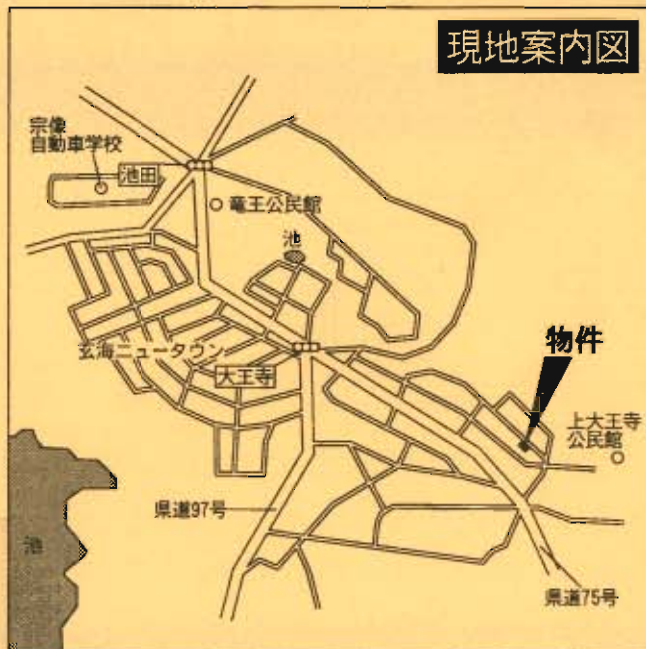 現地案内図
宗像
自動車学校
池田
竜王公民館
池
玄海ニュータウン
大王寺
物件
上大王寺
公民館
池
県道97号
県道75号